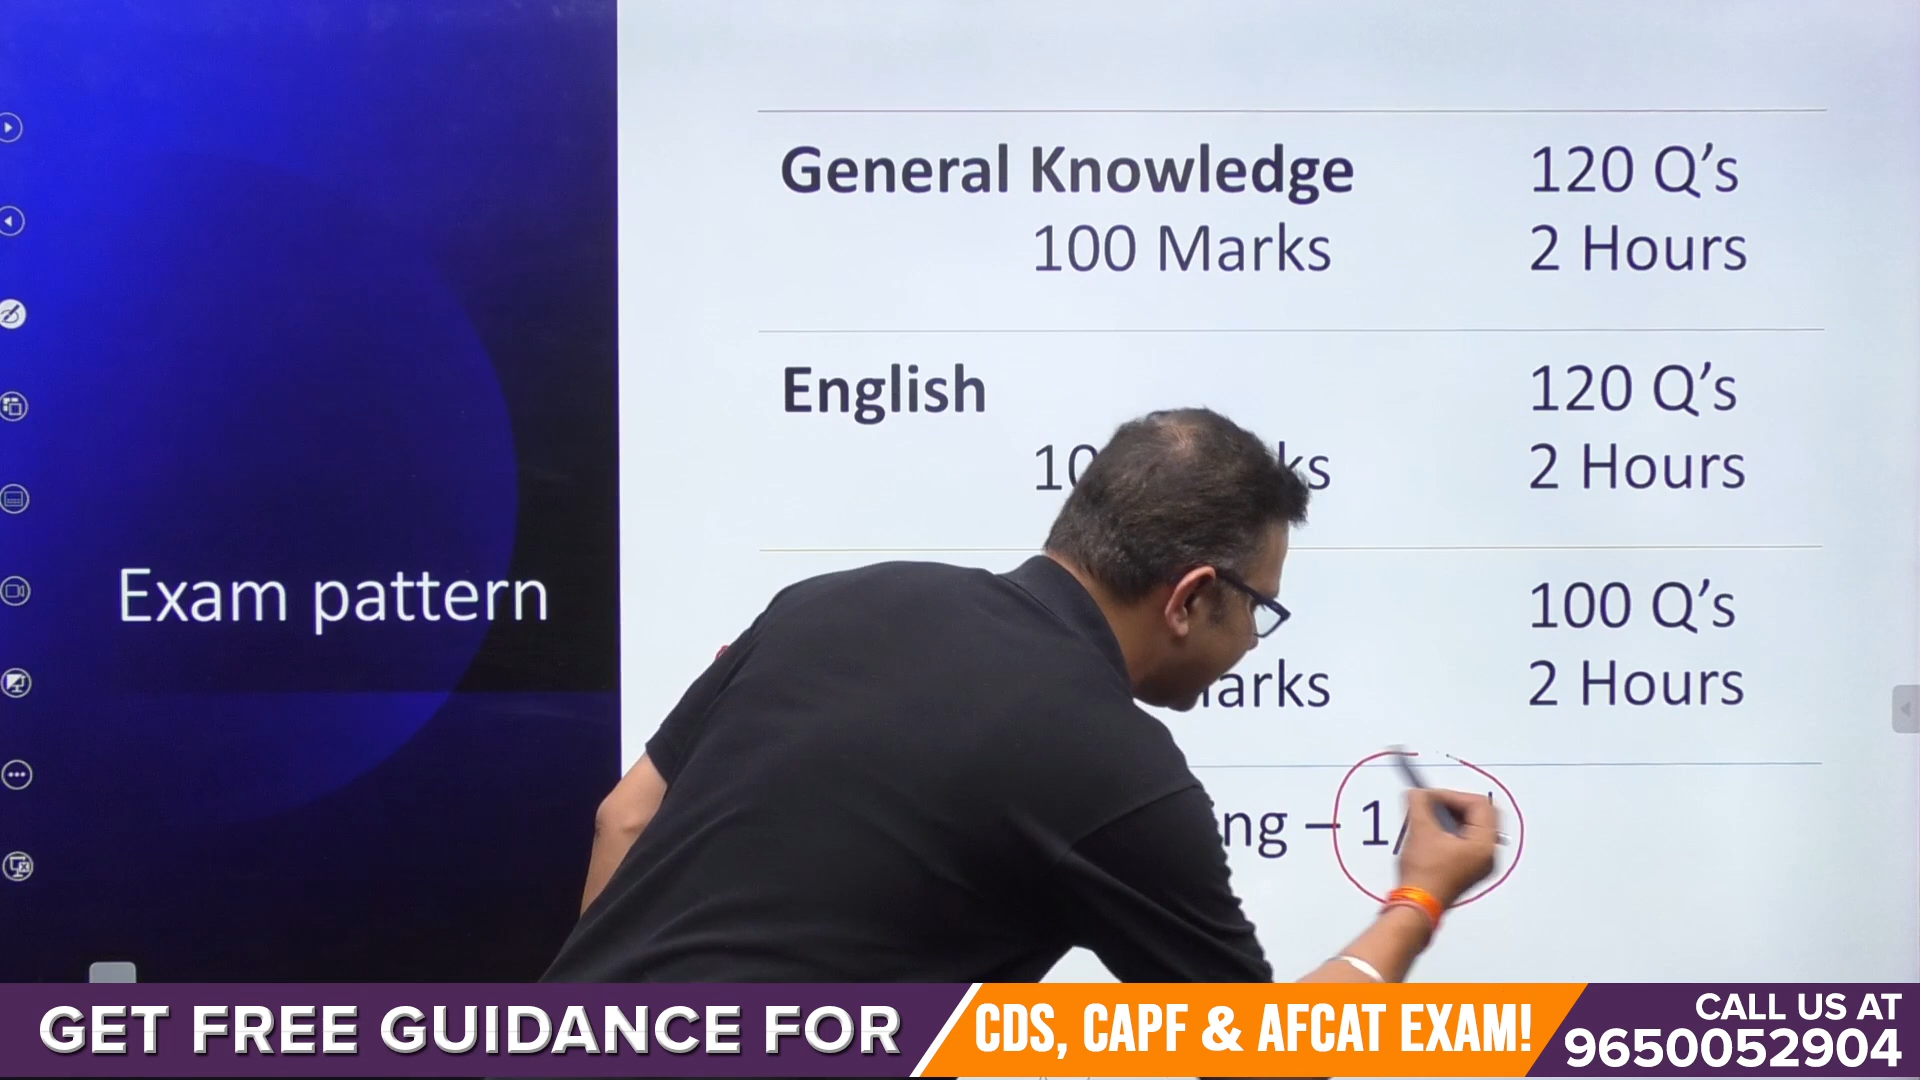 General Knowledge 120 Q's
100 Marks 2 Hours
English 120 Q's
2 Hours
100 Q's
2 Hours
Exam pattern
GET FREE GUIDANCE FOR
CDS, CAPF & AFCAT EXAM!
CALL US AT
9650052904